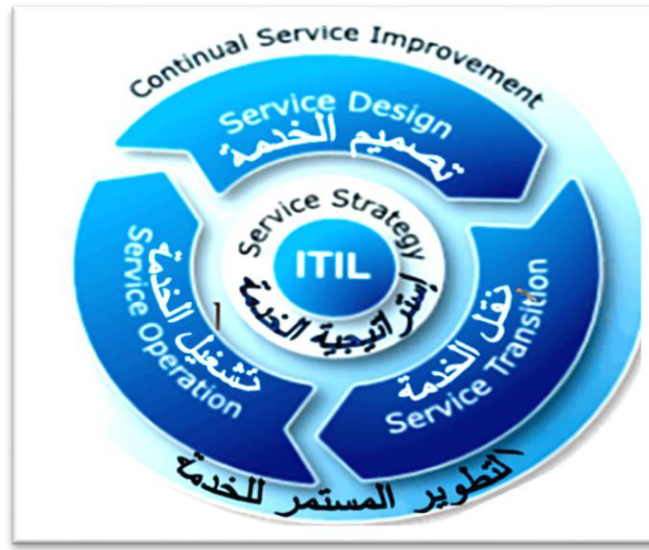 Continual Service Improvement
Service Design
تصميم الخدمة
Service Strategy
ITIL
إستراتيجية الخدمة
Service Operation
تشغيل الخدمة
Service Transition
نقل الخدمة
التطوير المستمر للخدمة